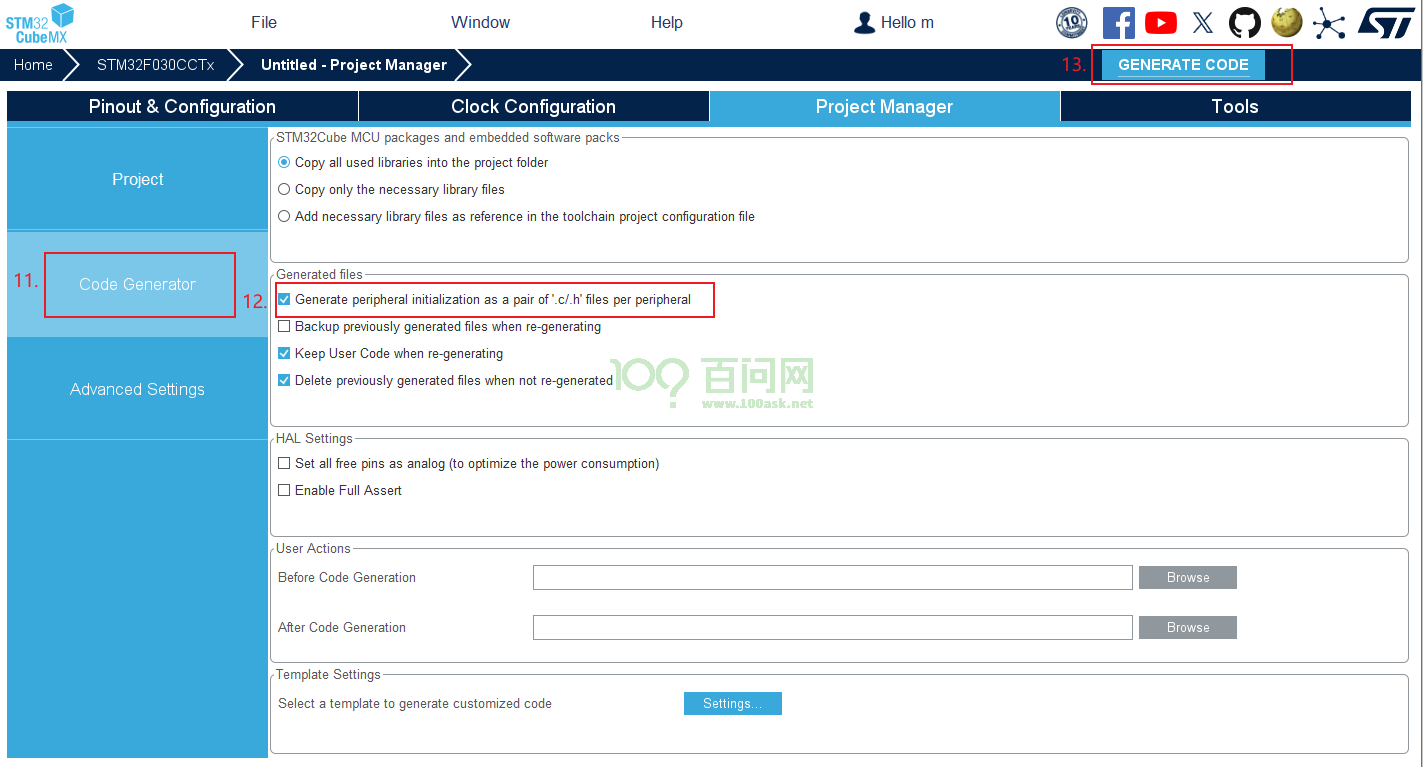 STM32 CubeMX
File
Window
Help
Hello m
10 YEARS
ST
Home
STM32F030CCTx
Untitled - Project Manager
13.
GENERATE CODE
Pinout & Configuration
Clock Configuration
Project Manager
Tools
Project
11.
Code Generator
Advanced Settings
STM32Cube MCU packages and embedded software packs
Copy all used libraries into the project folder
Copy only the necessary library files
Add necessary library files as reference in the toolchain project configuration file
Generated files
12.
Generate peripheral initialization as a pair of '.c/.h' files per peripheral
Backup previously generated files when re-generating
Keep User Code when re-generating
Delete previously generated files when not re-generated
100 百问网
www.100ask.net
HAL Settings
Set all free pins as analog (to optimize the power consumption)
Enable Full Assert
User Actions
Before Code Generation
Browse
After Code Generation
Browse
Template Settings
Select a template to generate customized code
Settings...